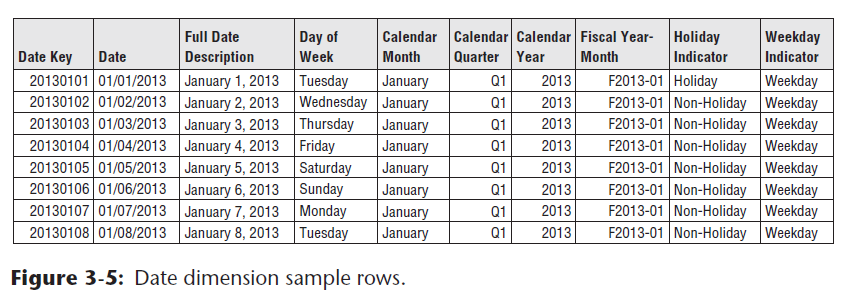 Date Key | Date | Full Date Description | Day of Week | Calendar Month | Calendar Quarter | Calendar Year | Fiscal Year-Month | Holiday Indicator | Weekday Indicator
20130101 | 01/01/2013 | January 1, 2013 | Tuesday | January | Q1 | 2013 | F2013-01 | Holiday | Weekday
20130102 | 01/02/2013 | January 2, 2013 | Wednesday | January | Q1 | 2013 | F2013-01 | Non-Holiday | Weekday
20130103 | 01/03/2013 | January 3, 2013 | Thursday | January | Q1 | 2013 | F2013-01 | Non-Holiday | Weekday
20130104 | 01/04/2013 | January 4, 2013 | Friday | January | Q1 | 2013 | F2013-01 | Non-Holiday | Weekday
20130105 | 01/05/2013 | January 5, 2013 | Saturday | January | Q1 | 2013 | F2013-01 | Non-Holiday | Weekday
20130106 | 01/06/2013 | January 6, 2013 | Sunday | January | Q1 | 2013 | F2013-01 | Non-Holiday | Weekday
20130107 | 01/07/2013 | January 7, 2013 | Monday | January | Q1 | 2013 | F2013-01 | Non-Holiday | Weekday
20130108 | 01/08/2013 | January 8, 2013 | Tuesday | January | Q1 | 2013 | F2013-01 | Non-Holiday | Weekday
Figure 3-5: Date dimension sample rows.